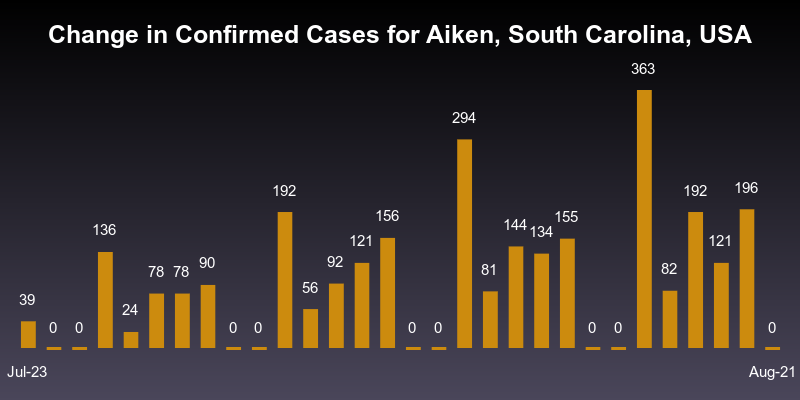 Change in Confirmed Cases for Aiken, South Carolina, USA
39 0 0 136 24 78 78 90 0 0 192 56 92 121 156 0 0 294 81 144 134 155 0 0 363 82 192 121 196 0
Jul-23 Aug-21